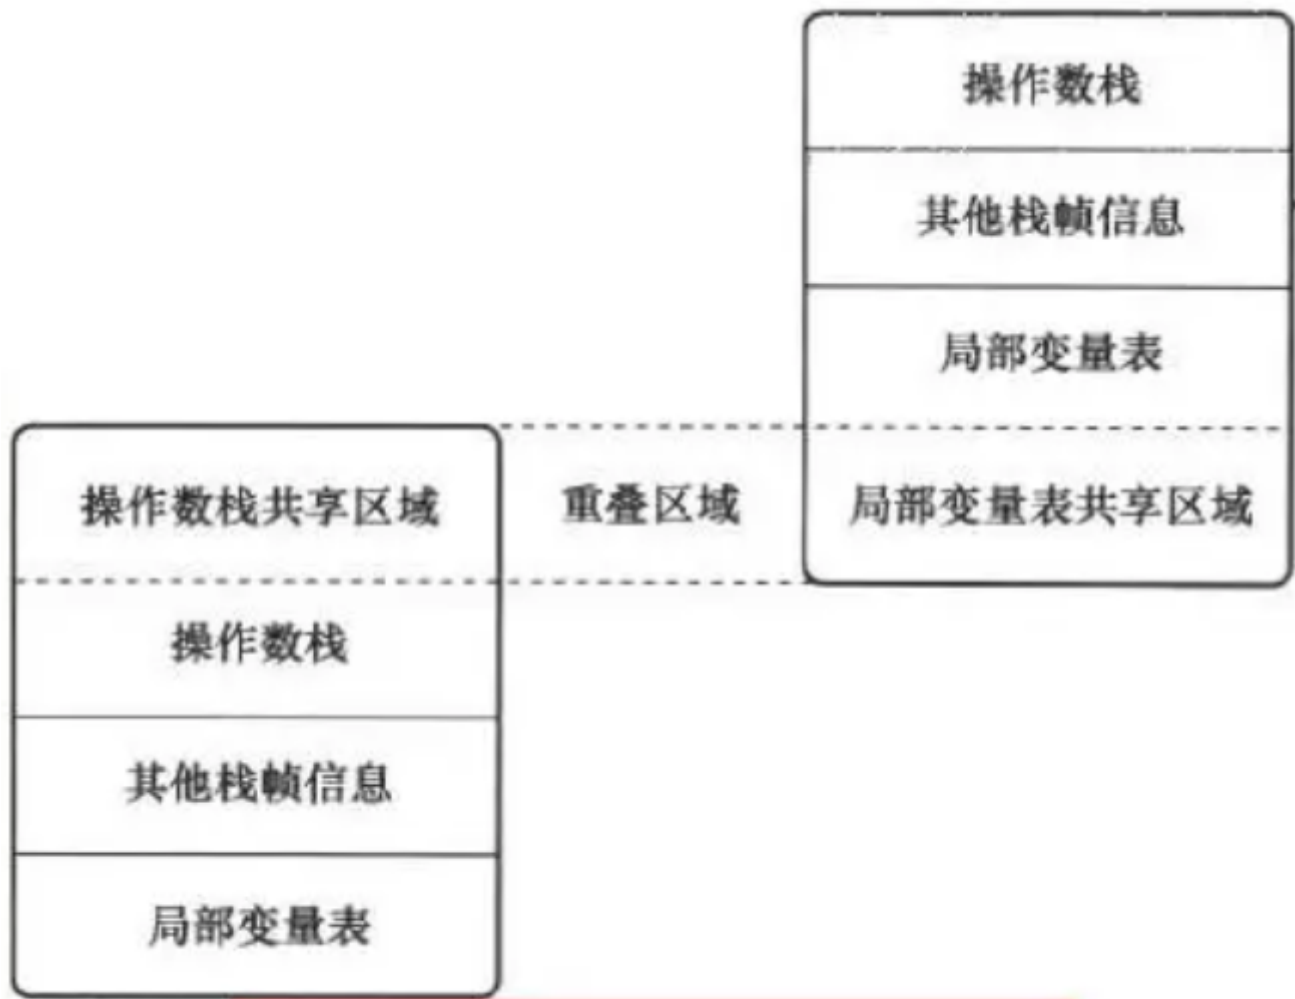 操作数栈
其他栈帧信息
局部变量表
操作数栈共享区域
重叠区域
局部变量表共享区域
操作数栈
其他栈帧信息
局部变量表